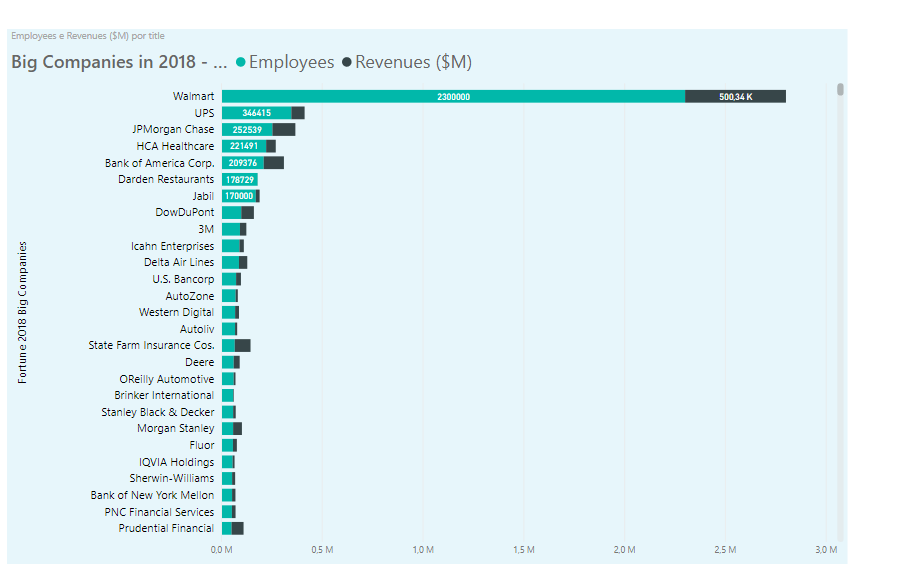 Employees e Revenues ($M) por title
Big Companies in 2018 - ... Employees Revenues ($M)
Walmart 2300000 500,34 K
UPS 346415
JPMorgan Chase 252539
HCA Healthcare 221491
Bank of America Corp. 209376
Darden Restaurants 178729
Jabil 170000
DowDuPont
3M
Icahn Enterprises
Delta Air Lines
U.S. Bancorp
AutoZone
Western Digital
Autoliv
State Farm Insurance Cos.
Deere
OReilly Automotive
Brinker International
Stanley Black & Decker
Morgan Stanley
Fluor
IQVIA Holdings
Sherwin-Williams
Bank of New York Mellon
PNC Financial Services
Prudential Financial
Fortune 2018 Big Companies
0,0 M 0,5 M 1,0 M 1,5 M 2,0 M 2,5 M 3,0 M